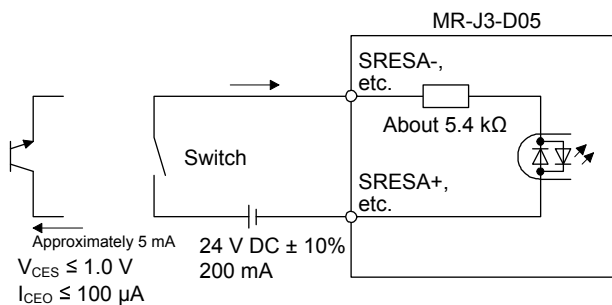 MR-J3-D05
SRESA-,
etc.
About 5.4 kΩ
Switch
SRESA+,
etc.
Approximately 5 mA
24 V DC ± 10%
200 mA
VCES ≤ 1.0 V
ICEO ≤ 100 μA